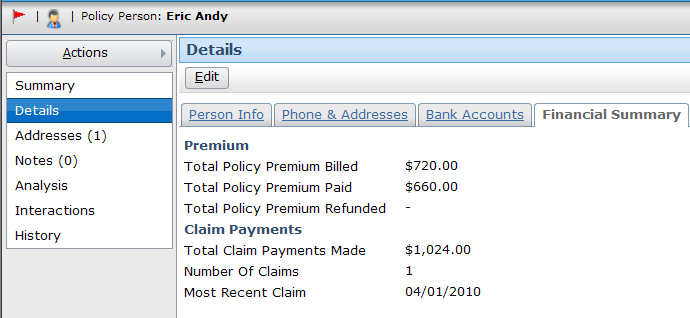 Policy Person: Eric Andy
Actions
Summary
Details
Addresses (1)
Notes (0)
Analysis
Interactions
History
Details
Edit
Person Info Phone & Addresses Bank Accounts Financial Summary
Premium
Total Policy Premium Billed $720.00
Total Policy Premium Paid $660.00
Total Policy Premium Refunded -
Claim Payments
Total Claim Payments Made $1,024.00
Number Of Claims 1
Most Recent Claim 04/01/2010